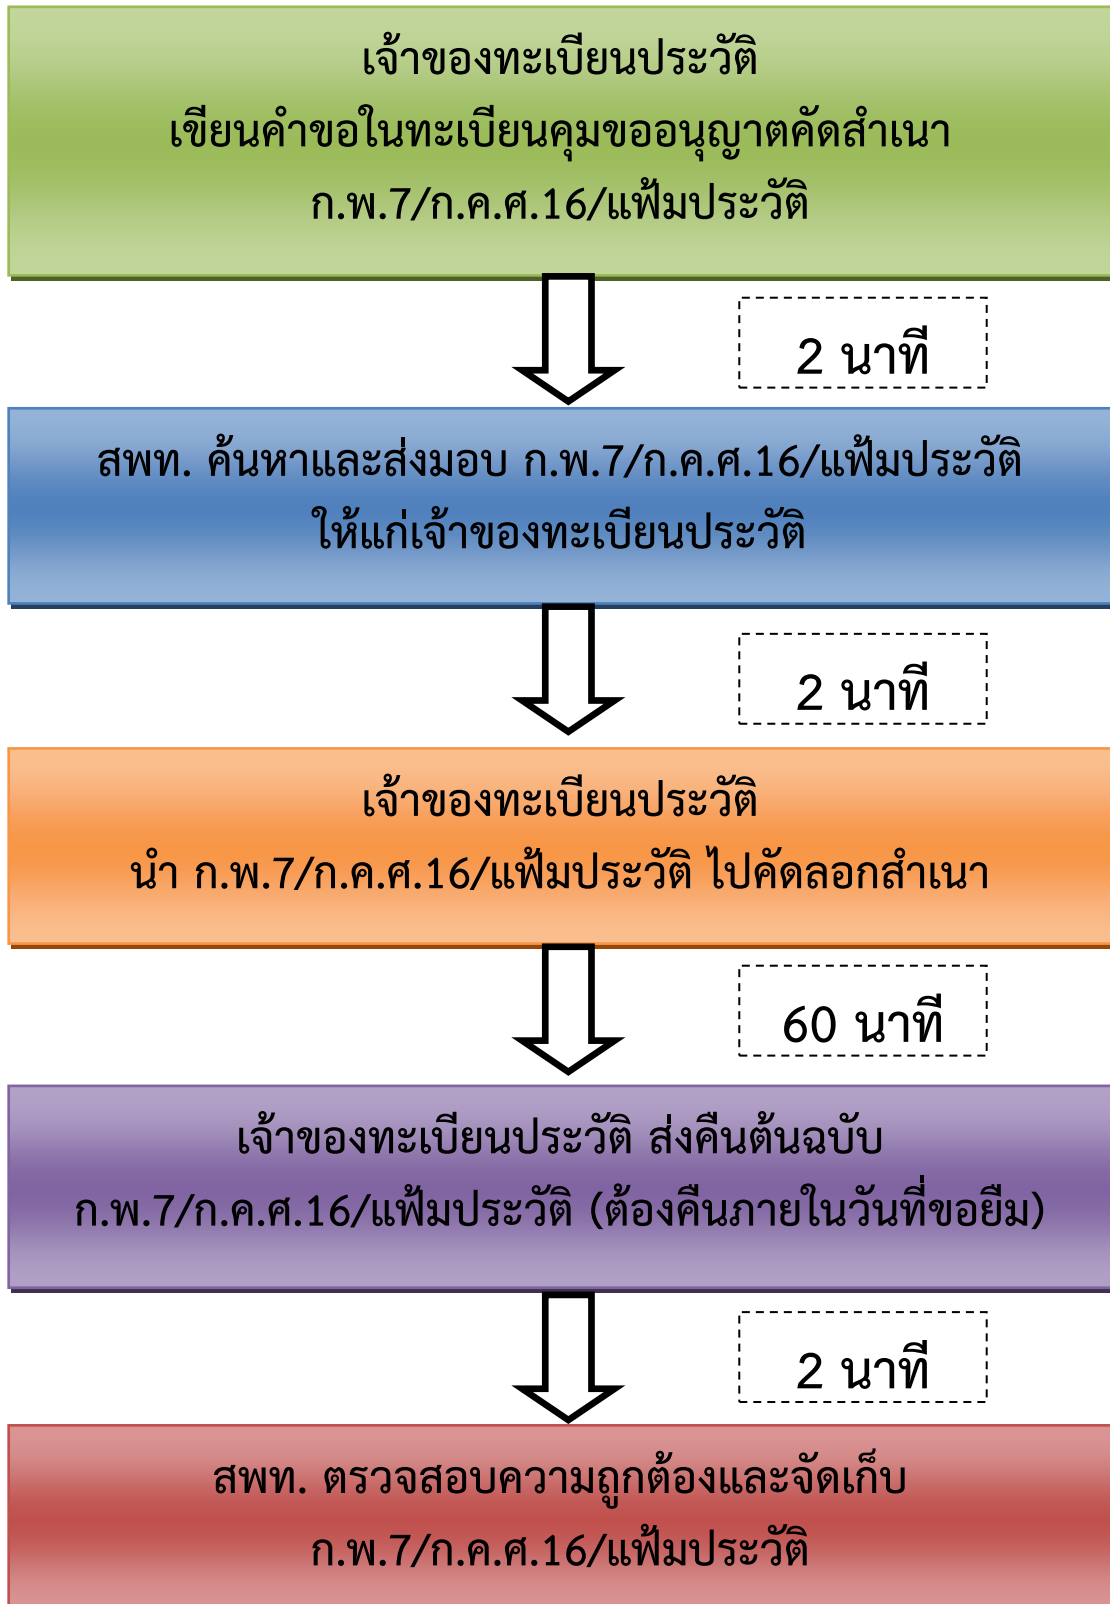 เจ้าของทะเบียนประวัติ
เขียนคำขอในทะเบียนคุมขออนุญาตคัดสำเนา
ก.พ.7/ก.ค.ศ.16/แฟ้มประวัติ
2 นาที
สพท. ค้นหาและส่งมอบ ก.พ.7/ก.ค.ศ.16/แฟ้มประวัติ
ให้แก่เจ้าของทะเบียนประวัติ
2 นาที
เจ้าของทะเบียนประวัติ
นำ ก.พ.7/ก.ค.ศ.16/แฟ้มประวัติ ไปคัดลอกสำเนา
60 นาที
เจ้าของทะเบียนประวัติ ส่งคืนต้นฉบับ
ก.พ.7/ก.ค.ศ.16/แฟ้มประวัติ (ต้องคืนภายในวันที่ขอยืม)
2 นาที
สพท. ตรวจสอบความถูกต้องและจัดเก็บ
ก.พ.7/ก.ค.ศ.16/แฟ้มประวัติ